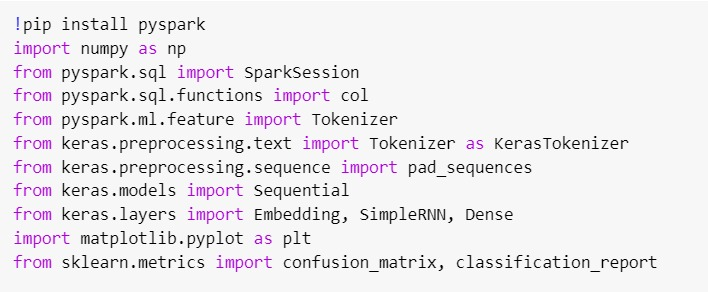 !pip install pyspark
import numpy as np
from pyspark.sql import SparkSession
from pyspark.sql.functions import col
from pyspark.ml.feature import Tokenizer
from keras.preprocessing.text import Tokenizer as KerasTokenizer
from keras.preprocessing.sequence import pad_sequences
from keras.models import Sequential
from keras.layers import Embedding, SimpleRNN, Dense
import matplotlib.pyplot as plt
from sklearn.metrics import confusion_matrix, classification_report